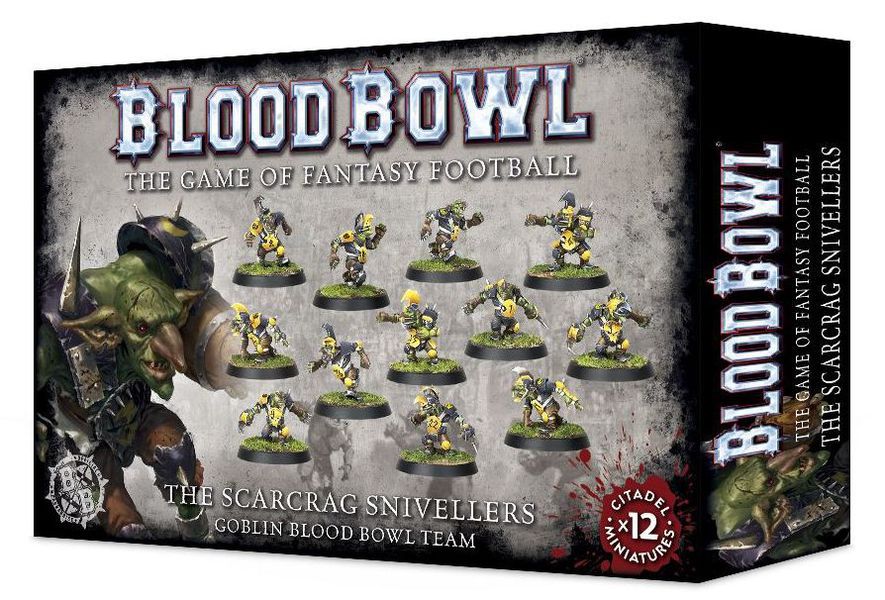 BLOOD BOWL
THE GAME OF FANTASY FOOTBALL
THE SCARCRAG SNIVELLERS
GOBLIN BLOOD BOWL TEAM
CITADEL
x12
MINIATURES
BLOOD BOWL
THE GAME OF FANTASY FOOTBALL
THE SCARCRAG SNIVELLERS